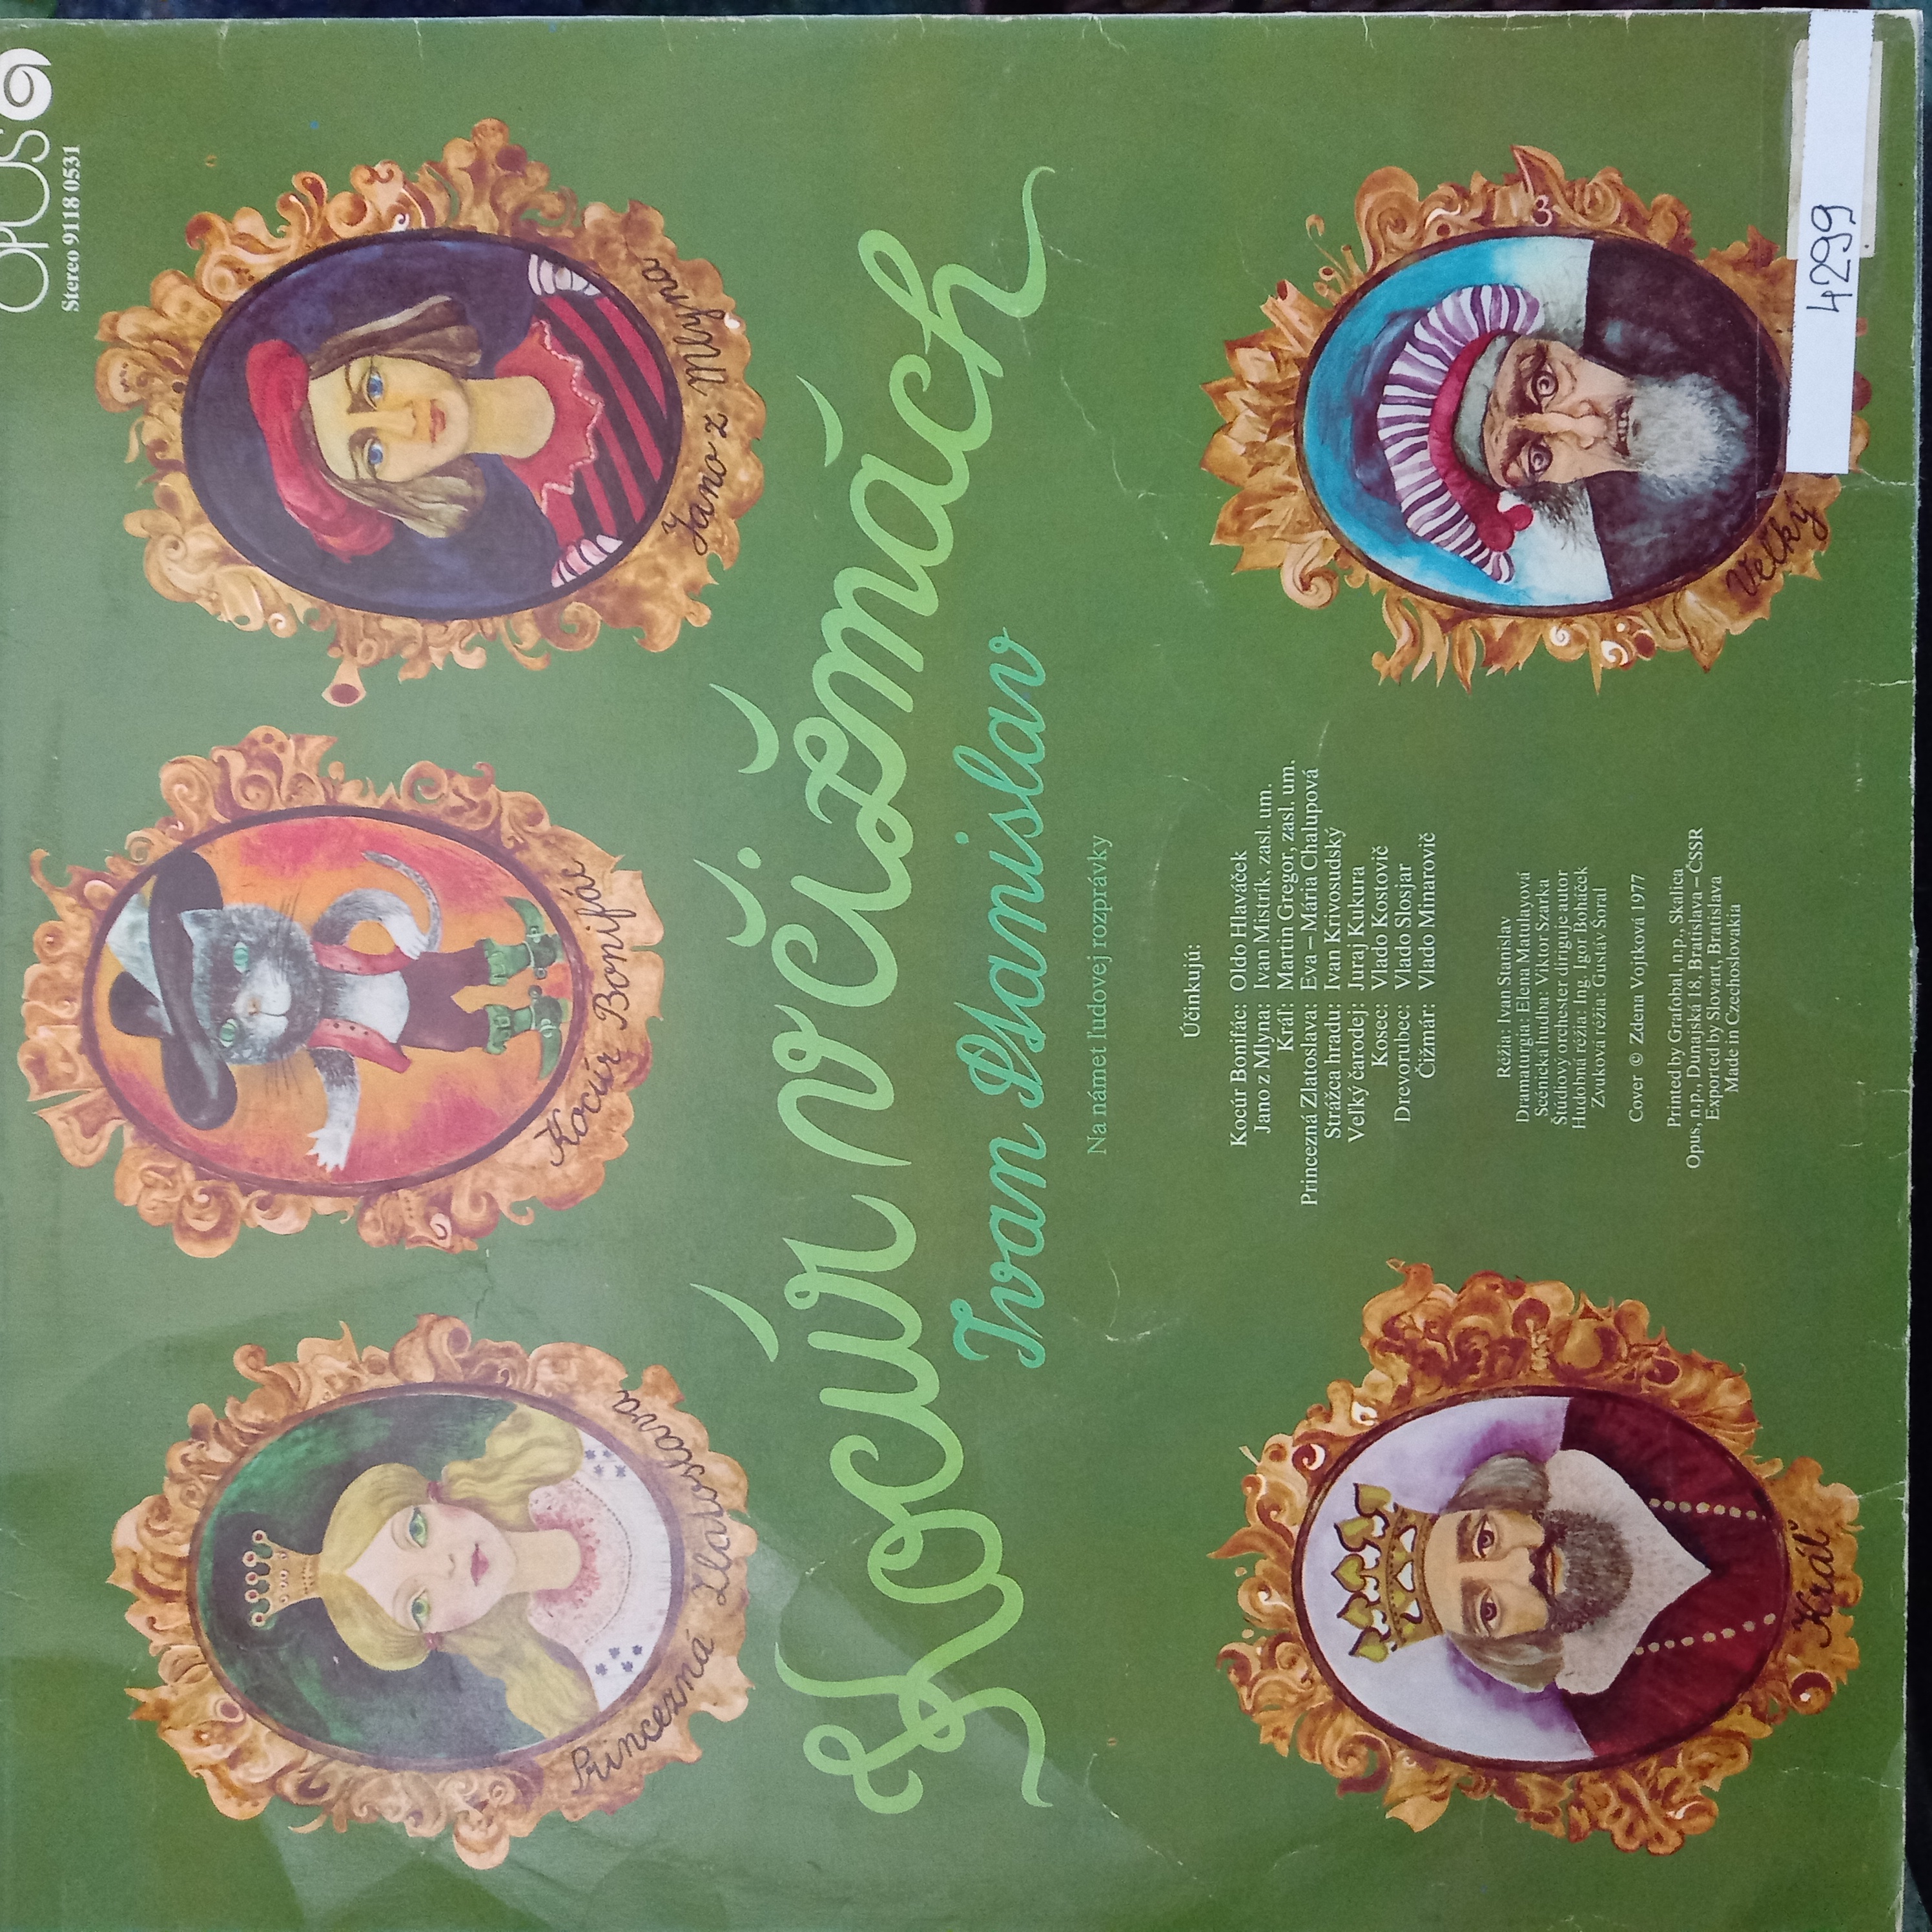 OPUS
Stereo 9118 0531
Princezná Zlatovslava
Kocúr Bonifác
Jano z Mlyna
Kocúr v čižmách
Ivan Stanislav
Na námet ľudovej rozprávky
Účinkujú:
Kocúr Bonifác: Oldo Hlaváček
Jano z Mlyna: Ivan Mistrík, zasl. um.
Kráľ: Martin Gregor, zasl. um.
Princezná Zlatoslava: Eva – Mária Chalupová
Strážca hradu: Ivan Krivosudský
Veľký čarodej: Juraj Kukura
Kosec: Vlado Kostovič
Drevorubec: Vlado Slosjar
Čižmár: Vlado Minarovič
Réžia: Ivan Stanislav
Dramaturgia: Elena Matulayová
Scénická hudba: Viktor Szarka
Študiový orchester diriguje autor
Hudobná réžia: Ing. Igor Boháček
Zvuková réžia: Gustáv Šoral
Cover © Zdena Vojtková 1977
Printed by Grafobal, n.p., Skalica
Opus, n.p., Dunajská 18, Bratislava – ČSSR
Exported by Slovart, Bratislava
Made in Czechoslovakia
Kráľ
Veľký
4299